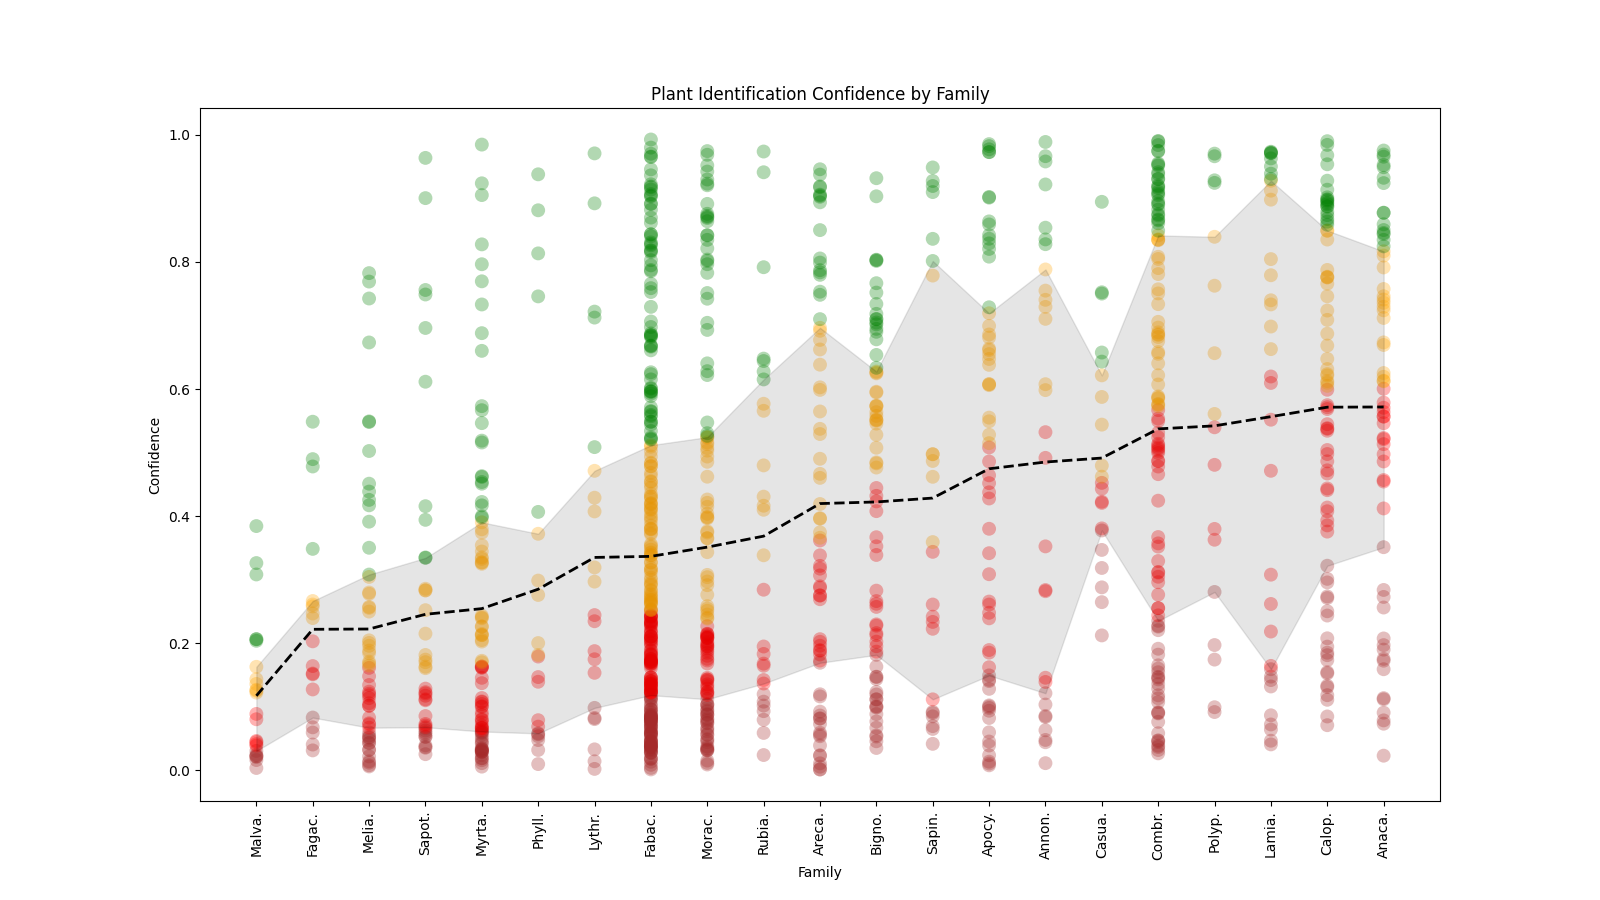 Plant Identification Confidence by Family
Confidence
1.0
0.8
0.6
0.4
0.2
0.0
Malva.
Fagac.
Melia.
Sapot.
Myrta.
Phyll.
Lythr.
Fabac.
Morac.
Rubia.
Areca.
Bigno.
Sapin.
Apocy.
Annon.
Casua.
Combr.
Polyp.
Lamia.
Calop.
Anaca.
Family